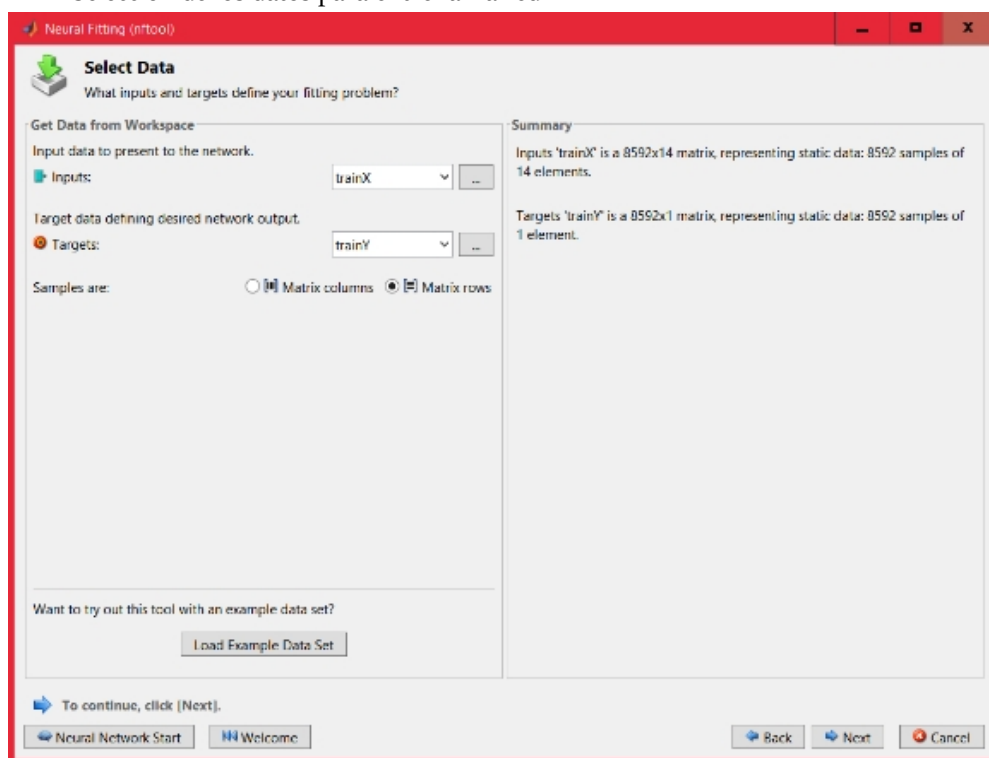 Neural Fitting (nftool)
Select Data
What inputs and targets define your fitting problem?
Get Data from Workspace
Input data to present to the network.
Inputs:
trainX
...
Target data defining desired network output.
Targets:
trainY
...
Samples are:
Matrix columns
Matrix rows
Want to try out this tool with an example data set?
Load Example Data Set
Summary
Inputs 'trainX' is a 8592x14 matrix, representing static data: 8592 samples of
14 elements.
Targets 'trainY' is a 8592x1 matrix, representing static data: 8592 samples of
1 element.
To continue, click [Next].
Neural Network Start
Welcome
Back
Next
Cancel